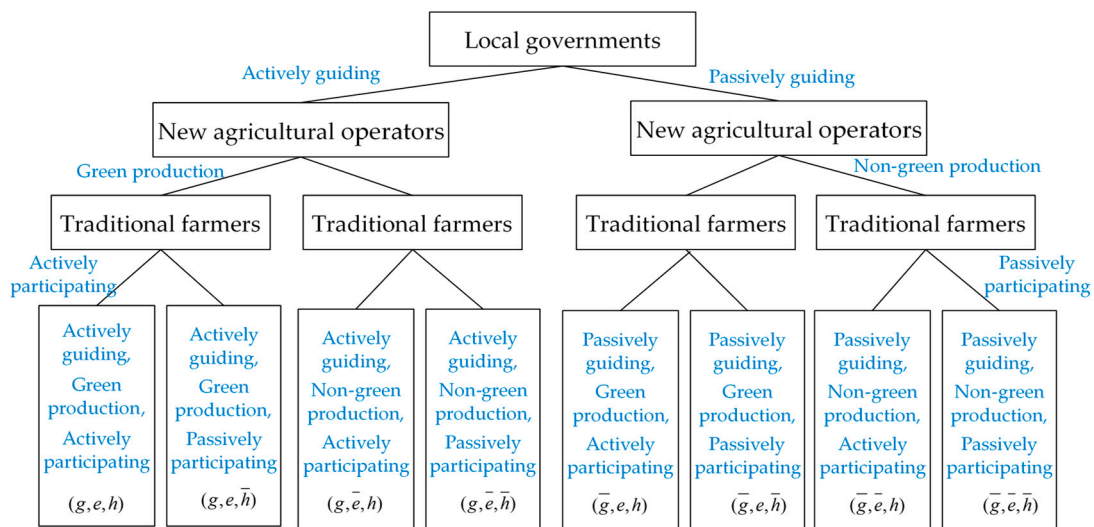 Local governments
Actively guiding
Passively guiding
New agricultural operators
New agricultural operators
Green production
Non-green production
Traditional farmers
Traditional farmers
Traditional farmers
Traditional farmers
Actively
participating
Passively
participating
Actively
guiding,
Green
production,
Actively
participating
(g,e,h)
Actively
guiding,
Green
production,
Passively
participating
(g,e,h̅)
Actively
guiding,
Non-green
production,
Actively
participating
(g,e̅,h)
Actively
guiding,
Non-green
production,
Passively
participating
(g,e̅,h̅)
Passively
guiding,
Green
production,
Actively
participating
(g̅,e,h)
Passively
guiding,
Green
production,
Passively
participating
(g̅,e,h̅)
Passively
guiding,
Non-green
production,
Actively
participating
(g̅,e̅,h)
Passively
guiding,
Non-green
production,
Passively
participating
(g̅,e̅,h̅)